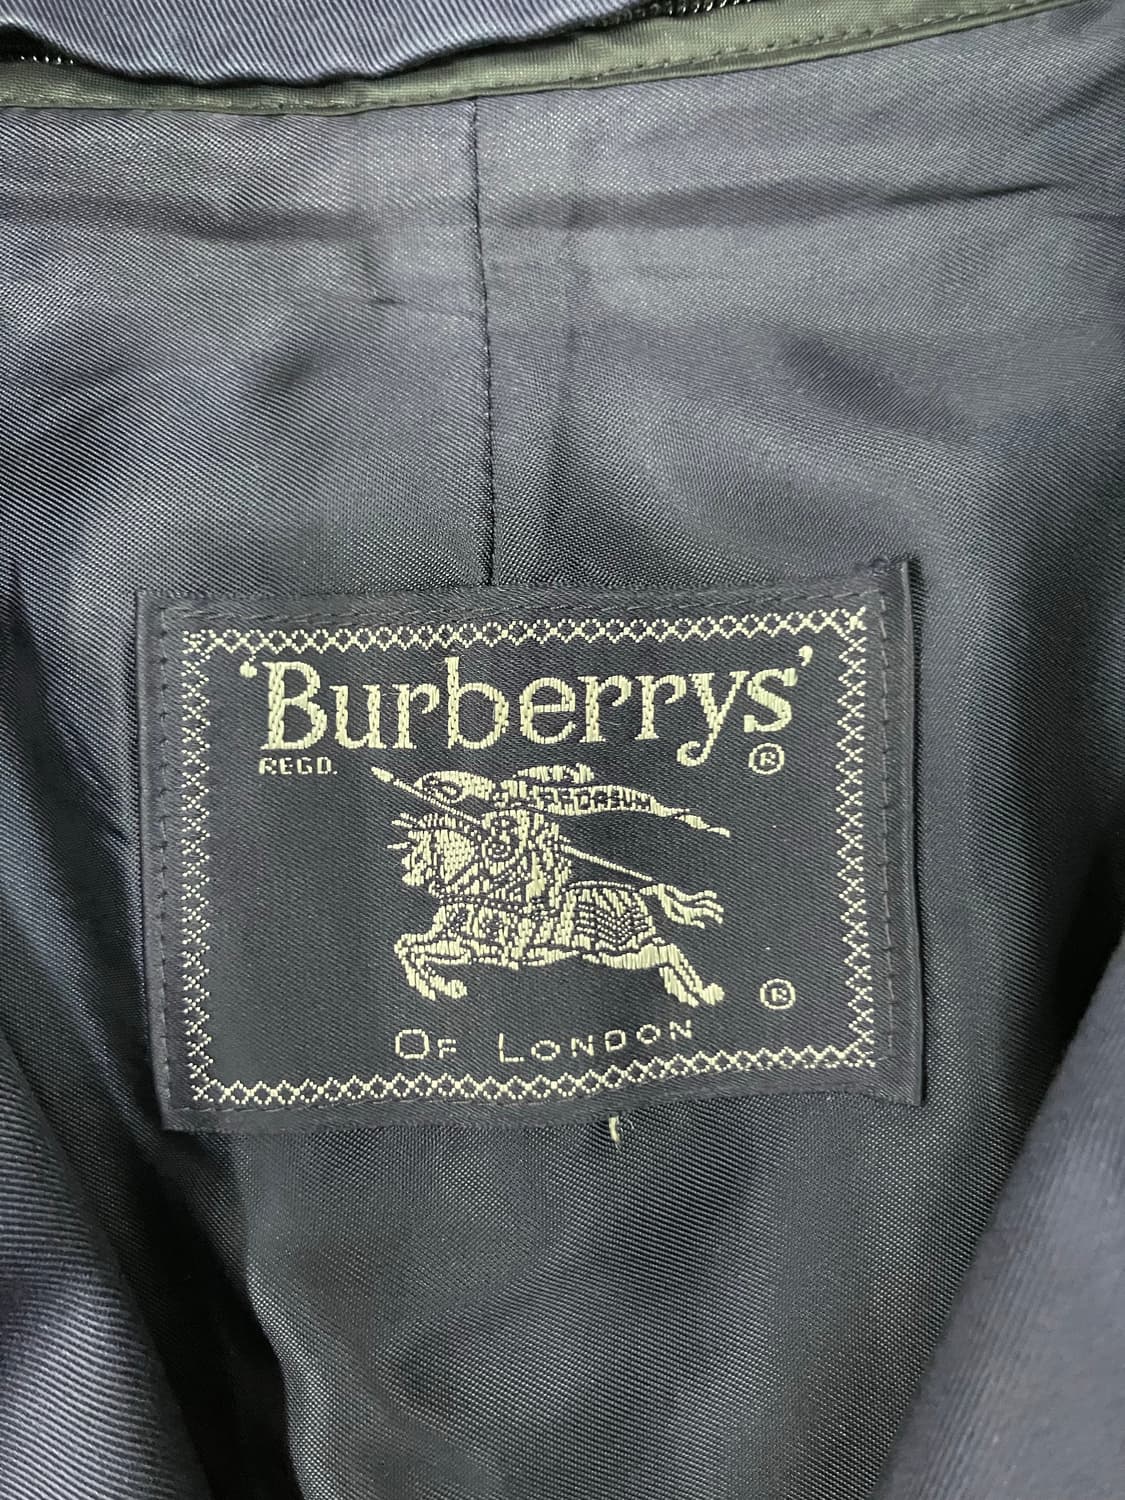 'Burberrys'
REGD. ®
®
OF LONDON